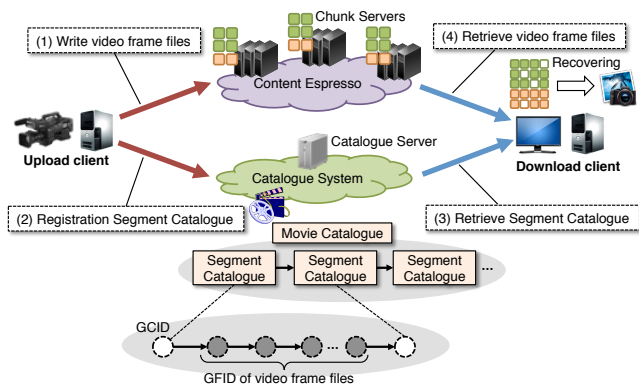 (1) Write video frame files
Chunk Servers
(4) Retrieve video frame files
Recovering
Content Espresso
Upload client
Catalogue Server
Download client
Catalogue System
(2) Registration Segment Catalogue
(3) Retrieve Segment Catalogue
Movie Catalogue
Segment
Catalogue
Segment
Catalogue
Segment
Catalogue
...
GCID
...
GFID of video frame files